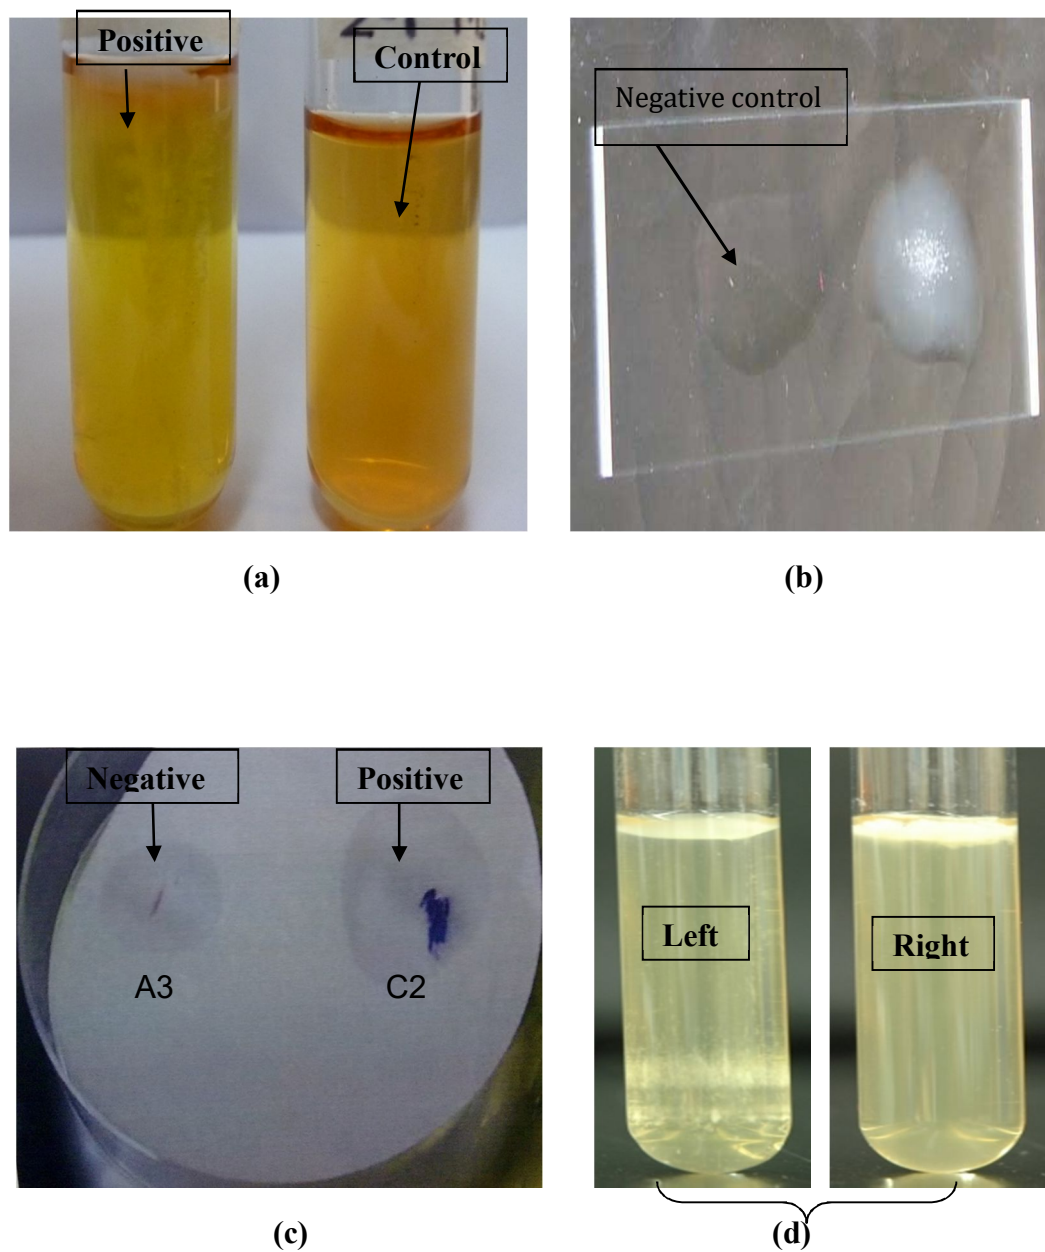 Positive
Control
Negative control
(a)
(b)
Negative
Positive
A3
C2
Left
Right
(c)
(d)